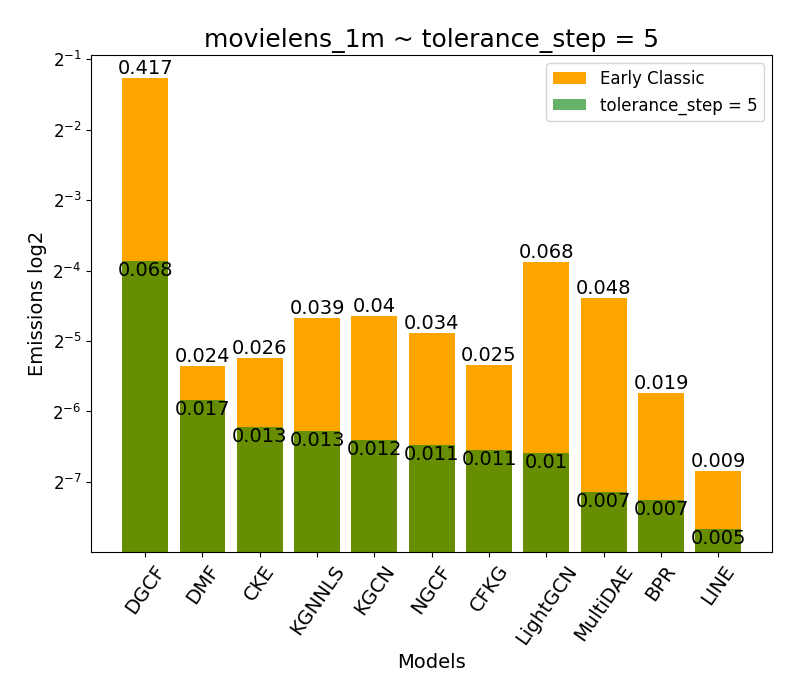 movielens_1m ~ tolerance_step = 5
Early Classic
tolerance_step = 5
Emissions log2
2⁻¹
2⁻²
2⁻³
2⁻⁴
2⁻⁵
2⁻⁶
2⁻⁷
0.417
0.024
0.026
0.039
0.04
0.034
0.025
0.068
0.048
0.019
0.009
0.068
0.017
0.013
0.013
0.012
0.011
0.011
0.01
0.007
0.007
0.005
DGCF
DMF
CKE
KGNNLS
KGCN
NGCF
CFKG
LightGCN
MultiDAE
BPR
LINE
Models